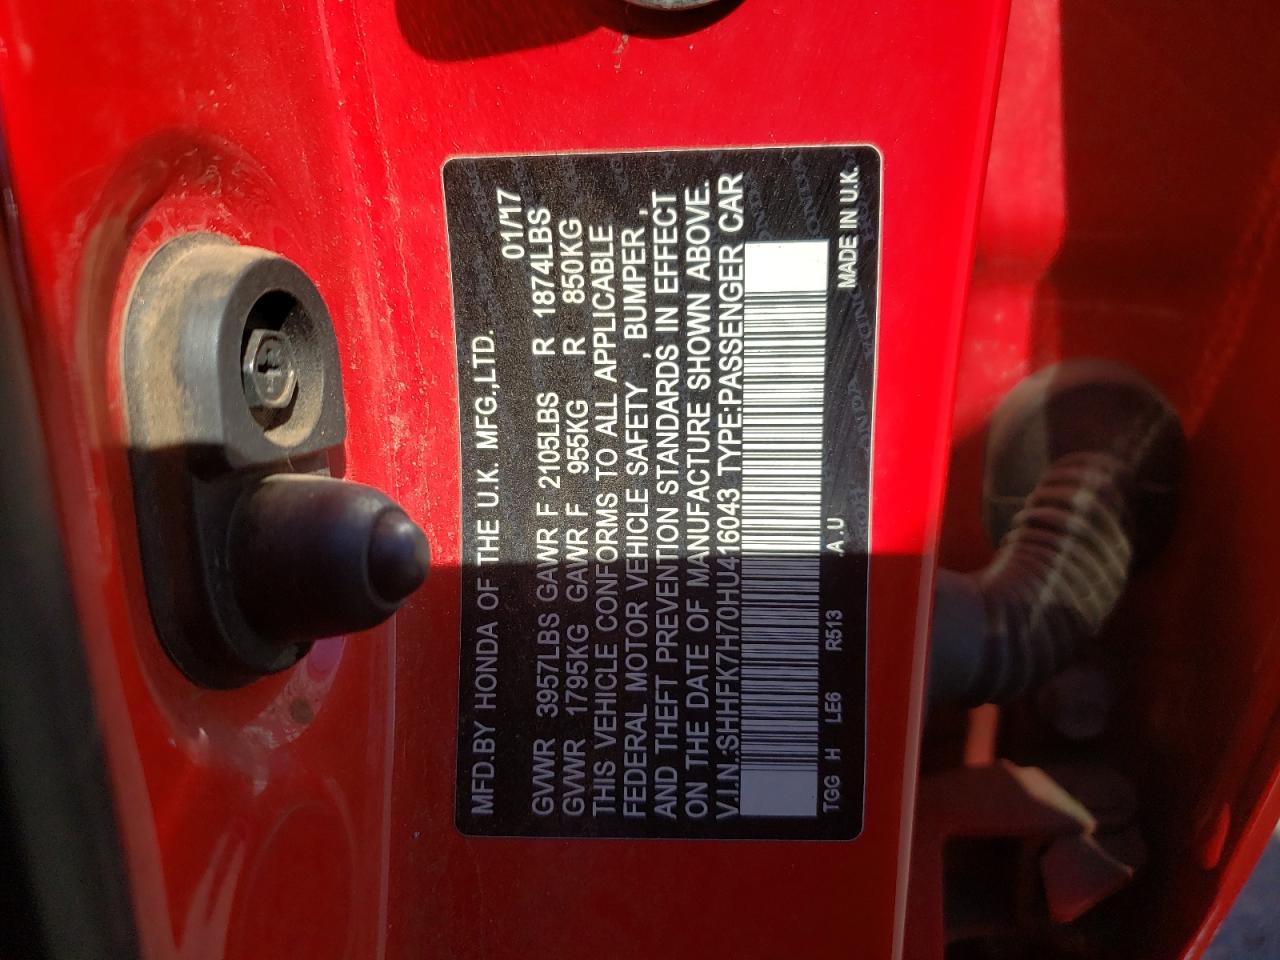 MFD.BY HONDA OF THE U.K. MFG.,LTD. 01/17
GVWR 3957LBS GAWR F 2105LBS R 1874LBS
GVWR 1795KG GAWR F 955KG R 850KG
THIS VEHICLE CONFORMS TO ALL APPLICABLE
FEDERAL MOTOR VEHICLE SAFETY , BUMPER ,
AND THEFT PREVENTION STANDARDS IN EFFECT
ON THE DATE OF MANUFACTURE SHOWN ABOVE.
V.I.N.:SHHFK7H70HU416043 TYPE:PASSENGER CAR
TGG H LE6 R513 A.U MADE IN U.K.